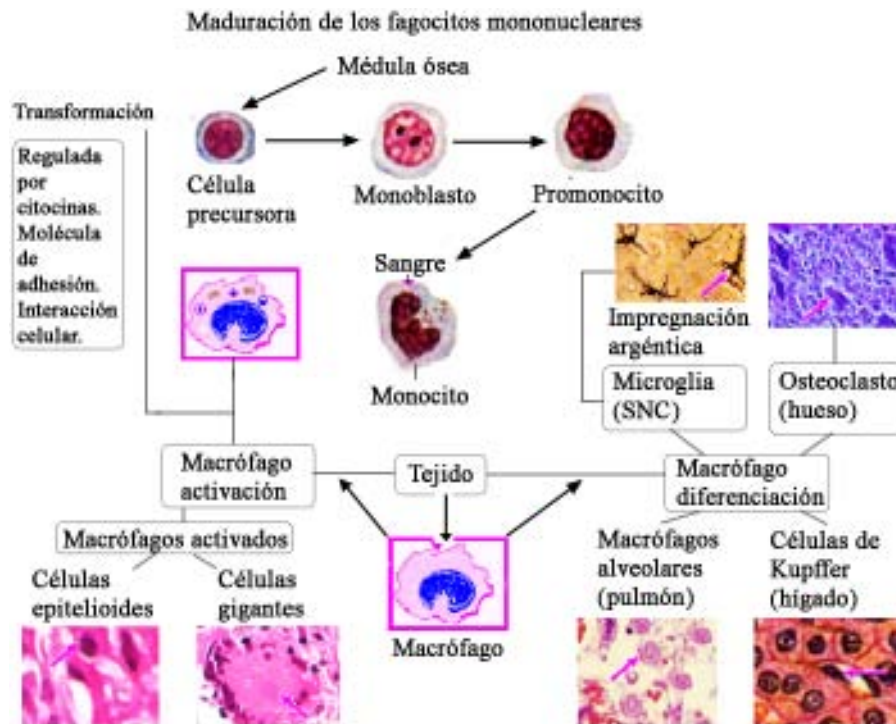 Maduración de los fagocitos mononucleares
Médula ósea
Transformación
Regulada
por
citocinas.
Molécula
de
adhesión.
Interacción
celular.
Célula
precursora
Monoblasto
Promonocito
Sangre
Monocito
Impregnación
argéntica
Microglia
(SNC)
Osteoclasto
(hueso)
Macrófago
activación
Tejido
Macrófago
diferenciación
Macrófagos activados
Células
epitelioides
Células
gigantes
Macrófago
Macrófagos
alveolares
(pulmón)
Células de
Kupffer
(hígado)